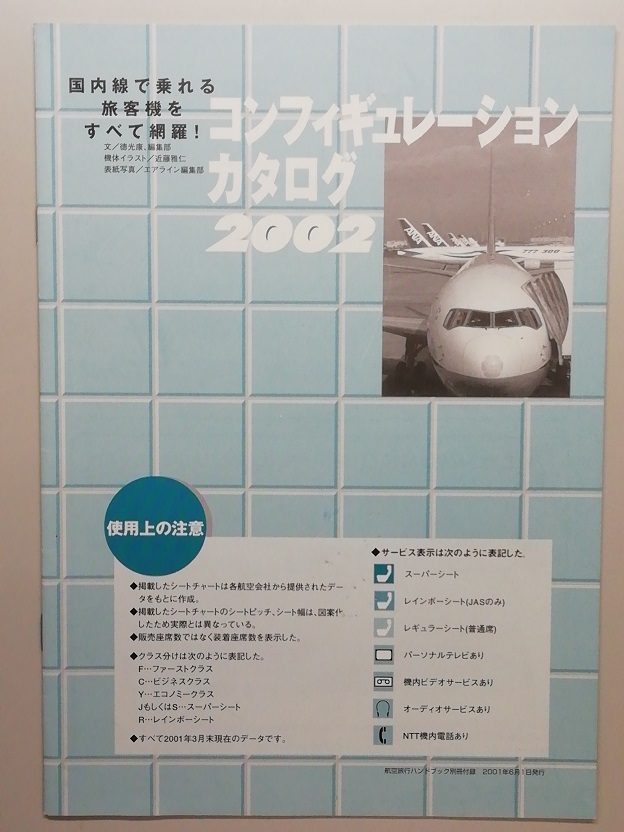 国内線で乗れる
旅客機を
すべて網羅!
文／徳光康、編集部
機体イラスト／近藤雅仁
表紙写真／エアライン編集部
コンフィギュレーション
カタログ
2002
ANA
ANA
777-300
使用上の注意
◆掲載したシートチャートは各航空会社から提供されたデー
タをもとに作成。
◆掲載したシートチャートのシートピッチ、シート幅は、図案化
したため実際とは異なっている。
◆販売座席数ではなく装着座席数を表示した。
◆クラス分けは次のように表記した。
F…ファーストクラス
C…ビジネスクラス
Y…エコノミークラス
JもしくはS…スーパーシート
R…レインボーシート
◆すべて2001年3月末現在のデータです。
◆サービス表示は次のように表記した。
スーパーシート
レインボーシート(JASのみ)
レギュラーシート(普通席)
パーソナルテレビあり
機内ビデオサービスあり
オーディオサービスあり
NTT機内電話あり
航空旅行ハンドブック別冊付録 2001年6月1日発行